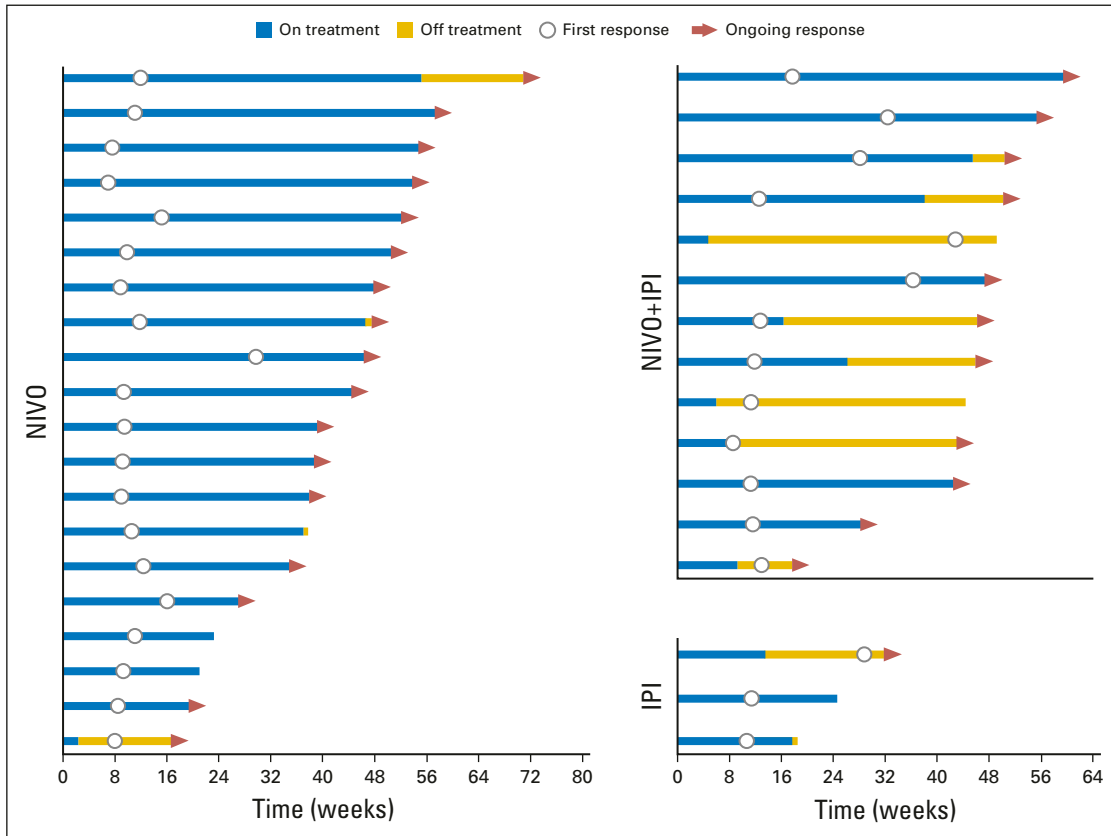 On treatment Off treatment First response Ongoing response
NIVO
0 8 16 24 32 40 48 56 64 72 80
Time (weeks)
NIVO+IPI
IPI
0 8 16 24 32 40 48 56 64
Time (weeks)